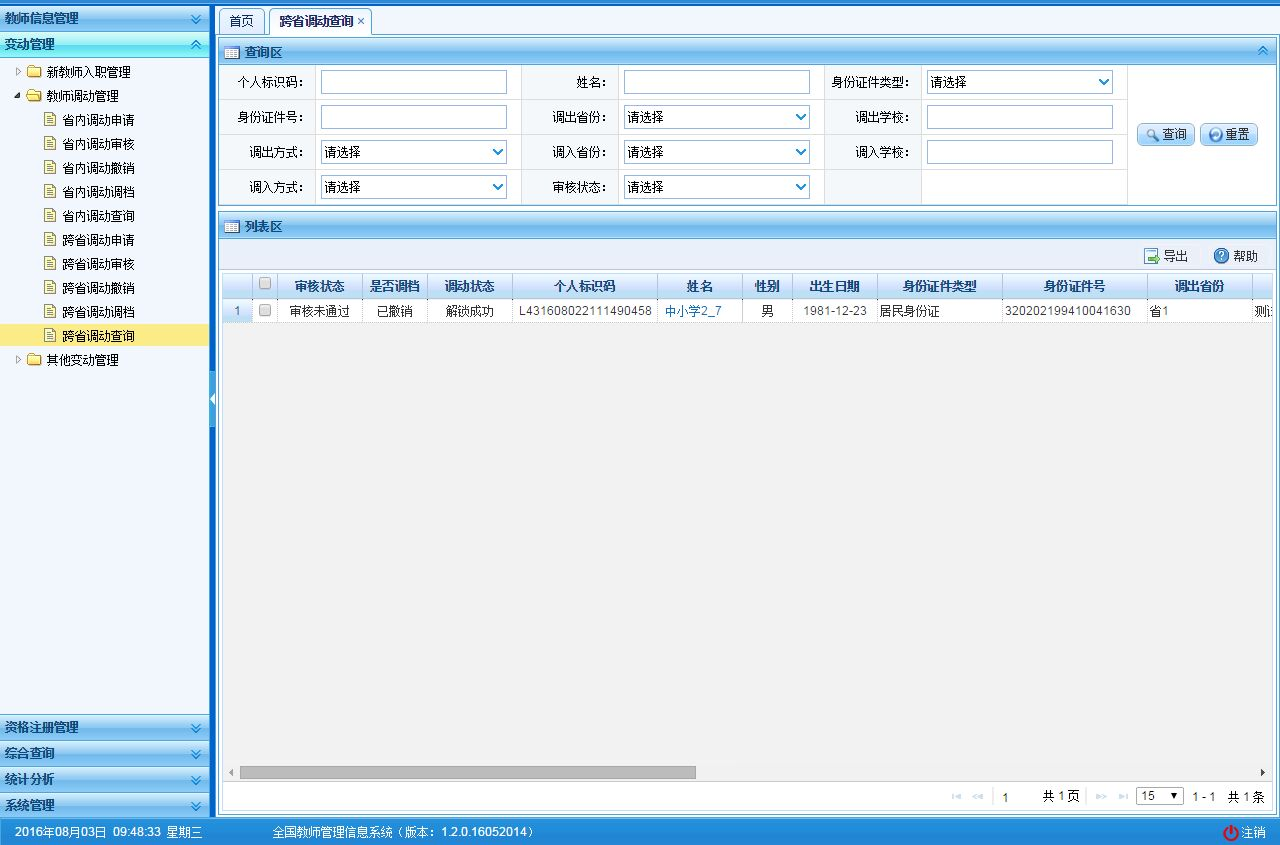 教师信息管理
变动管理
新教师入职管理
教师调动管理
省内调动申请
省内调动审核
省内调动撤销
省内调动调档
省内调动查询
跨省调动申请
跨省调动审核
跨省调动撤销
跨省调动调档
跨省调动查询
其他变动管理
资格注册管理
综合查询
统计分析
系统管理
首页 跨省调动查询 ×
查询区
个人标识码： 姓名： 身份证件类型： 请选择
身份证件号： 调出省份： 请选择 调出学校：
调出方式： 请选择 调入省份： 请选择 调入学校：
调入方式： 请选择 审核状态： 请选择
查询 重置
列表区
导出 帮助
审核状态 是否调档 调动状态 个人标识码 姓名 性别 出生日期 身份证件类型 身份证件号 调出省份
1 审核未通过 已撤销 解锁成功 L431608022111490458 中小学2_7 男 1981-12-23 居民身份证 320202199410041630 省1
1 共 1 页 15 1 - 1 共 1 条
2016年08月03日 09:48:33 星期三 全国教师管理信息系统（版本：1.2.0.16052014） 注销